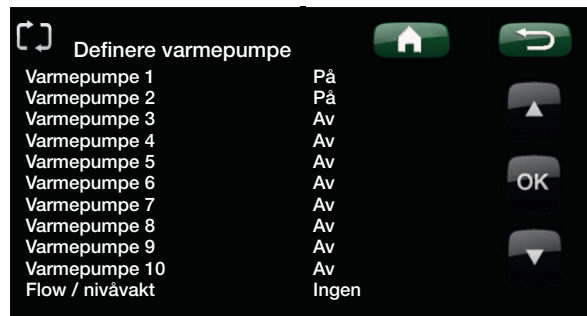 Definere varmepumpe
Varmepumpe 1 På
Varmepumpe 2 På
Varmepumpe 3 Av
Varmepumpe 4 Av
Varmepumpe 5 Av
Varmepumpe 6 Av
Varmepumpe 7 Av
Varmepumpe 8 Av
Varmepumpe 9 Av
Varmepumpe 10 Av
Flow / nivåvakt Ingen
OK